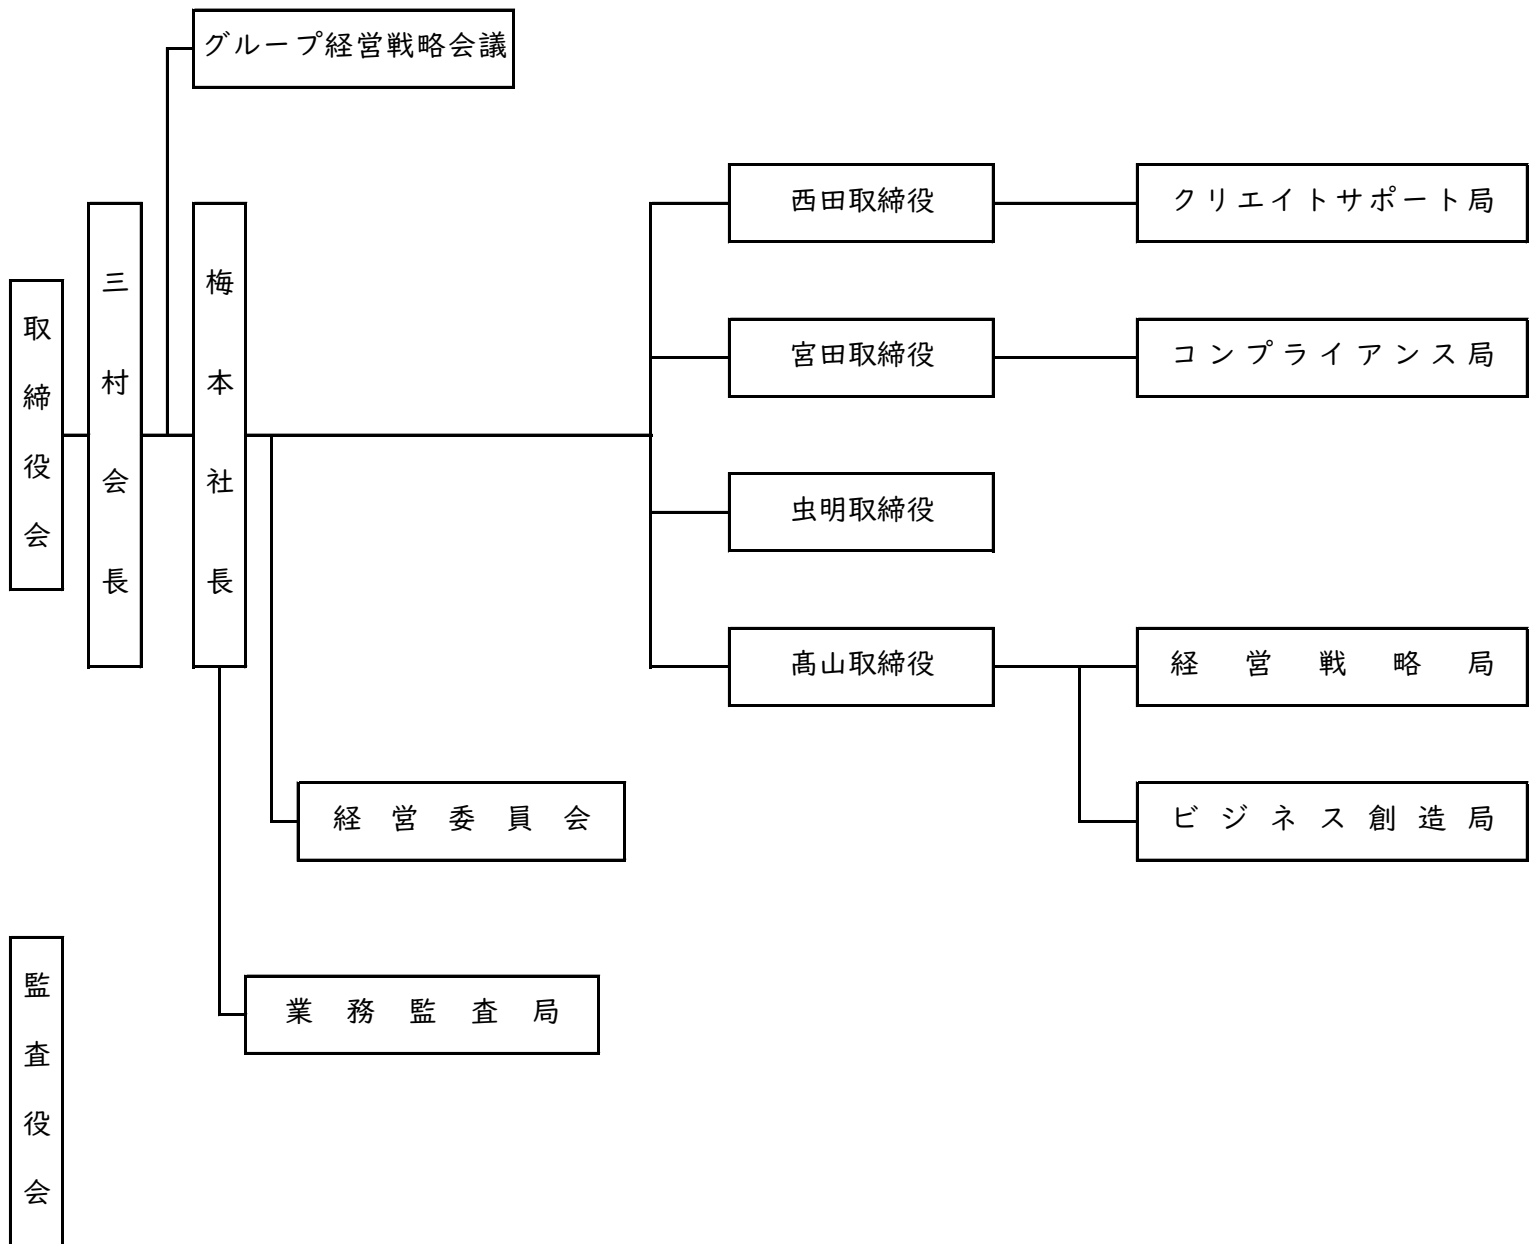 グループ経営戦略会議
取締役会
三村会長
梅本社長
西田取締役
クリエイトサポート局
宮田取締役
コンプライアンス局
虫明取締役
髙山取締役
経営戦略局
ビジネス創造局
経営委員会
業務監査局
監査役会